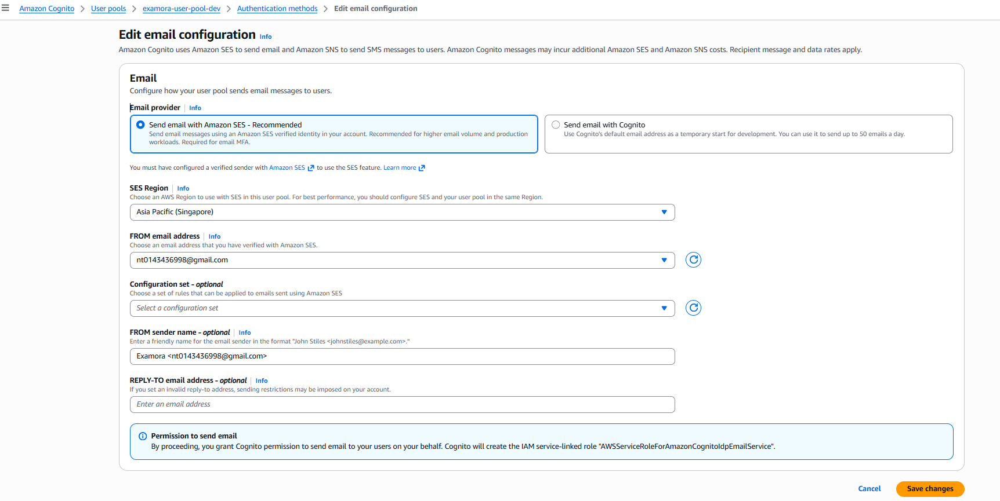 Amazon Cognito > User pools > examora-user-pool-dev > Authentication methods > Edit email configuration
Edit email configuration Info
Amazon Cognito uses Amazon SES to send email and Amazon SNS to send SMS messages to users. Amazon Cognito messages may incur additional Amazon SES and Amazon SNS costs. Recipient message and data rates apply.
Email
Configure how your user pool sends email messages to users.
Email provider Info
Send email with Amazon SES - Recommended
Send email messages using an Amazon SES verified identity in your account. Recommended for higher email volume and production
workloads. Required for email MFA.
Send email with Cognito
Use Cognito's default email address as a temporary start for development. You can use it to send up to 50 emails a day.
You must have configured a verified sender with Amazon SES to use the SES feature. Learn more
SES Region Info
Choose an AWS Region to use with SES in this user pool. For best performance, you should configure SES and your user pool in the same Region.
Asia Pacific (Singapore)
FROM email address Info
Choose an email address that you have verified with Amazon SES.
nt0143436998@gmail.com
Configuration set - optional
Choose a set of rules that can be applied to emails sent using Amazon SES
Select a configuration set
FROM sender name - optional Info
Enter a friendly name for the email sender in the format "John Stiles <johnstiles@example.com>."
Examora <nt0143436998@gmail.com>
REPLY-TO email address - optional Info
If you set an invalid reply-to address, sending restrictions may be imposed on your account.
Enter an email address
Permission to send email
By proceeding, you grant Cognito permission to send email to your users on your behalf. Cognito will create the IAM service-linked role "AWSServiceRoleForAmazonCognitoIdpEmailService".
Cancel Save changes